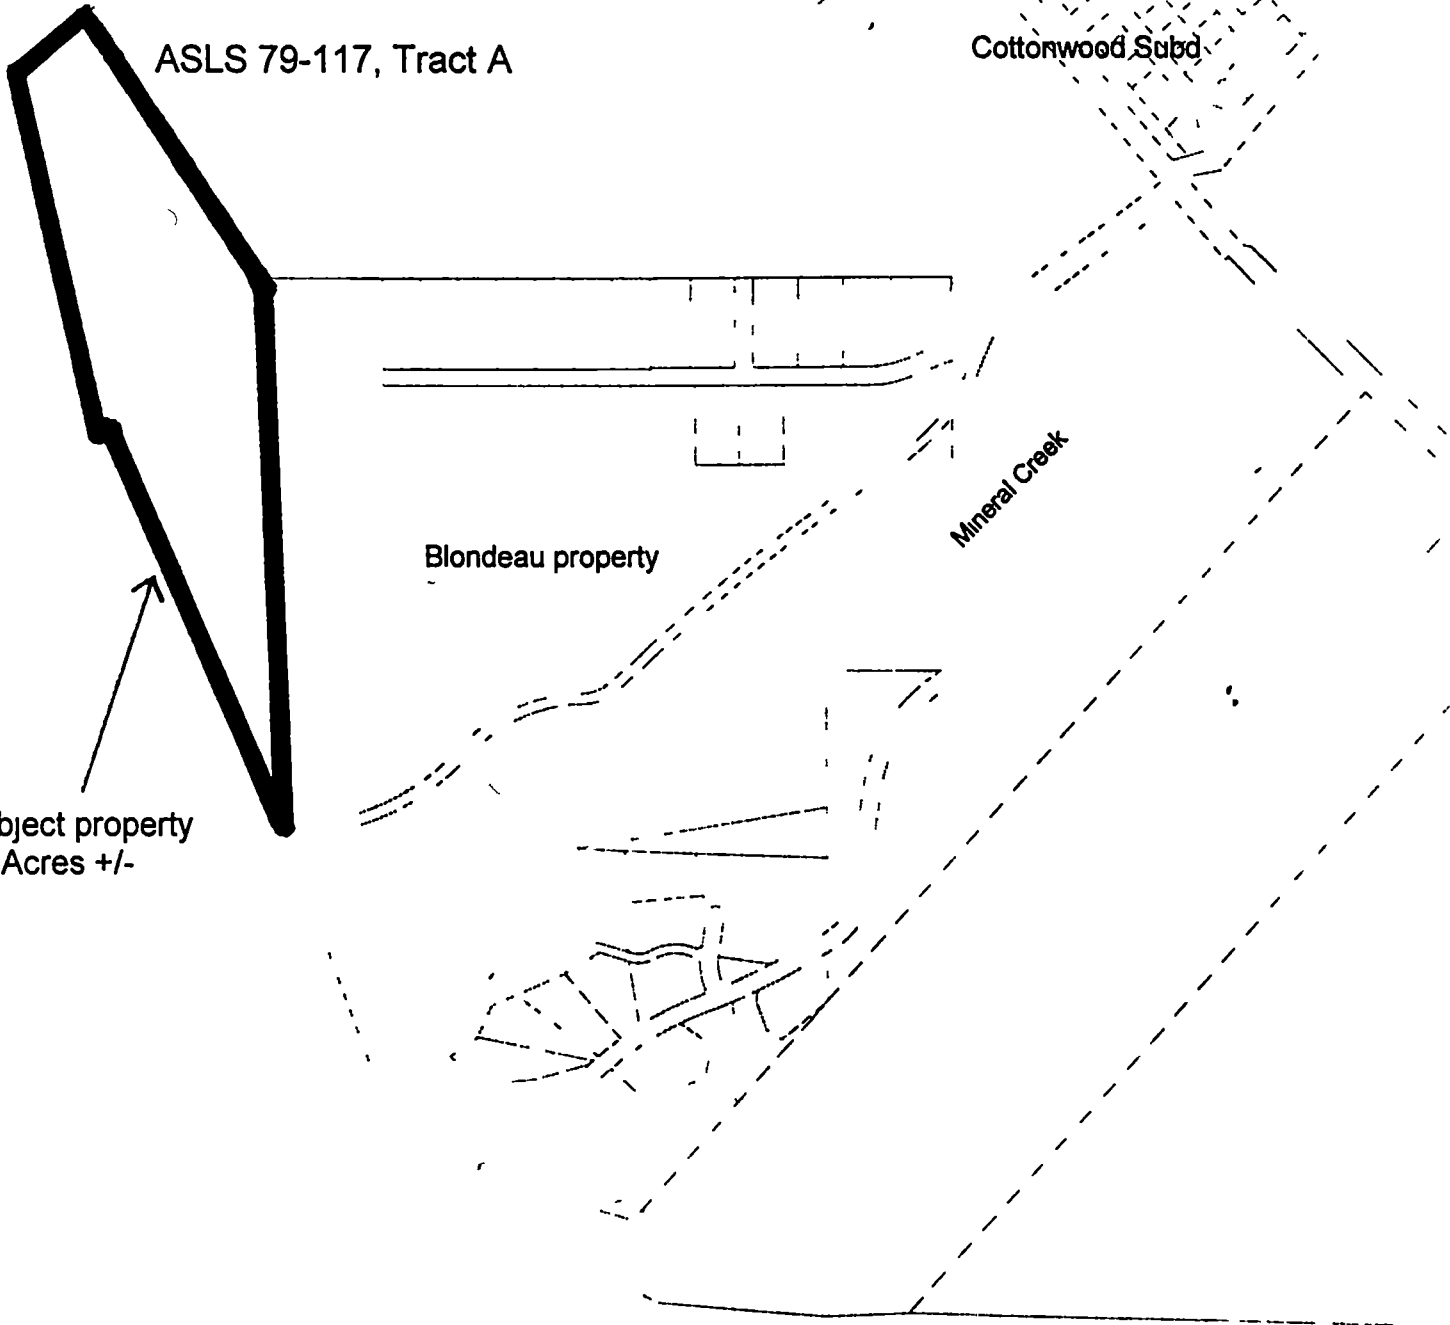 ASLS 79-117, Tract A
Cottonwood Subd
Mineral Creek
Blondeau property
bject property
Acres +/-